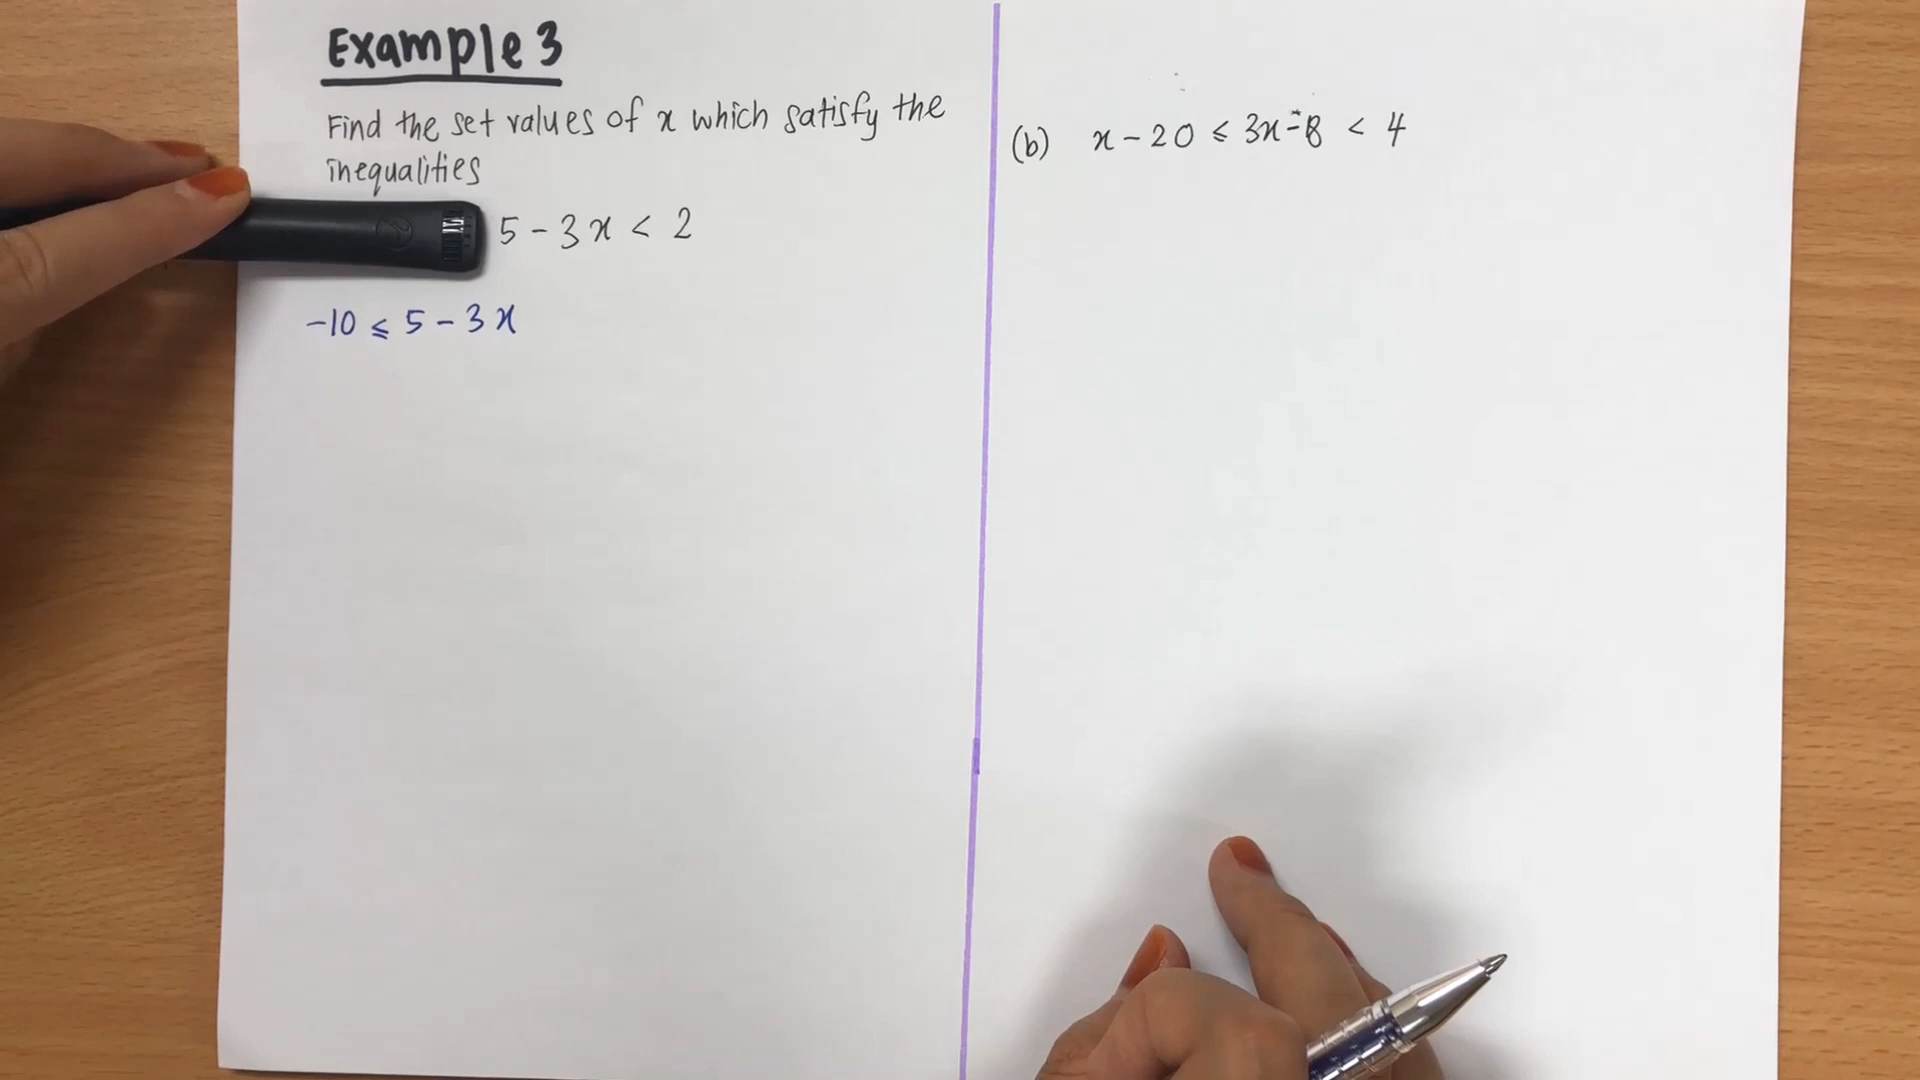 Example 3
Find the set values of x which satisfy the
inequalities
5 - 3x < 2
-10 ⩽ 5 - 3x
(b) x - 20 ⩽ 3x - 8 < 4